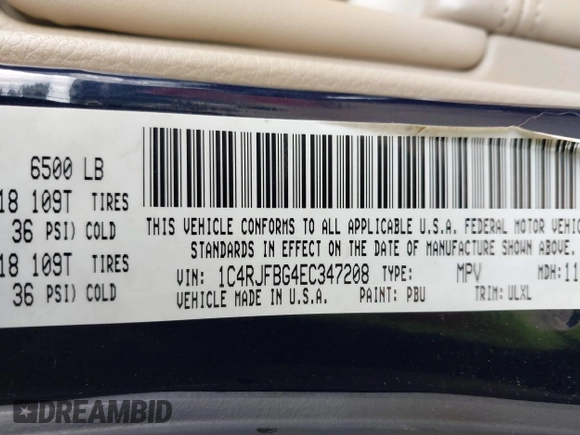 6500 LB
18 109T TIRES
36 PSI) COLD
18 109T TIRES
36 PSI) COLD
THIS VEHICLE CONFORMS TO ALL APPLICABLE U.S.A. FEDERAL MOTOR VEHIC
STANDARDS IN EFFECT ON THE DATE OF MANUFACTURE SHOWN ABOVE.
VIN: 1C4RJFBG4EC347208 TYPE: MPV MDH: 11
VEHICLE MADE IN U.S.A. PAINT: PBU TRIM: ULXL
DREAMBID